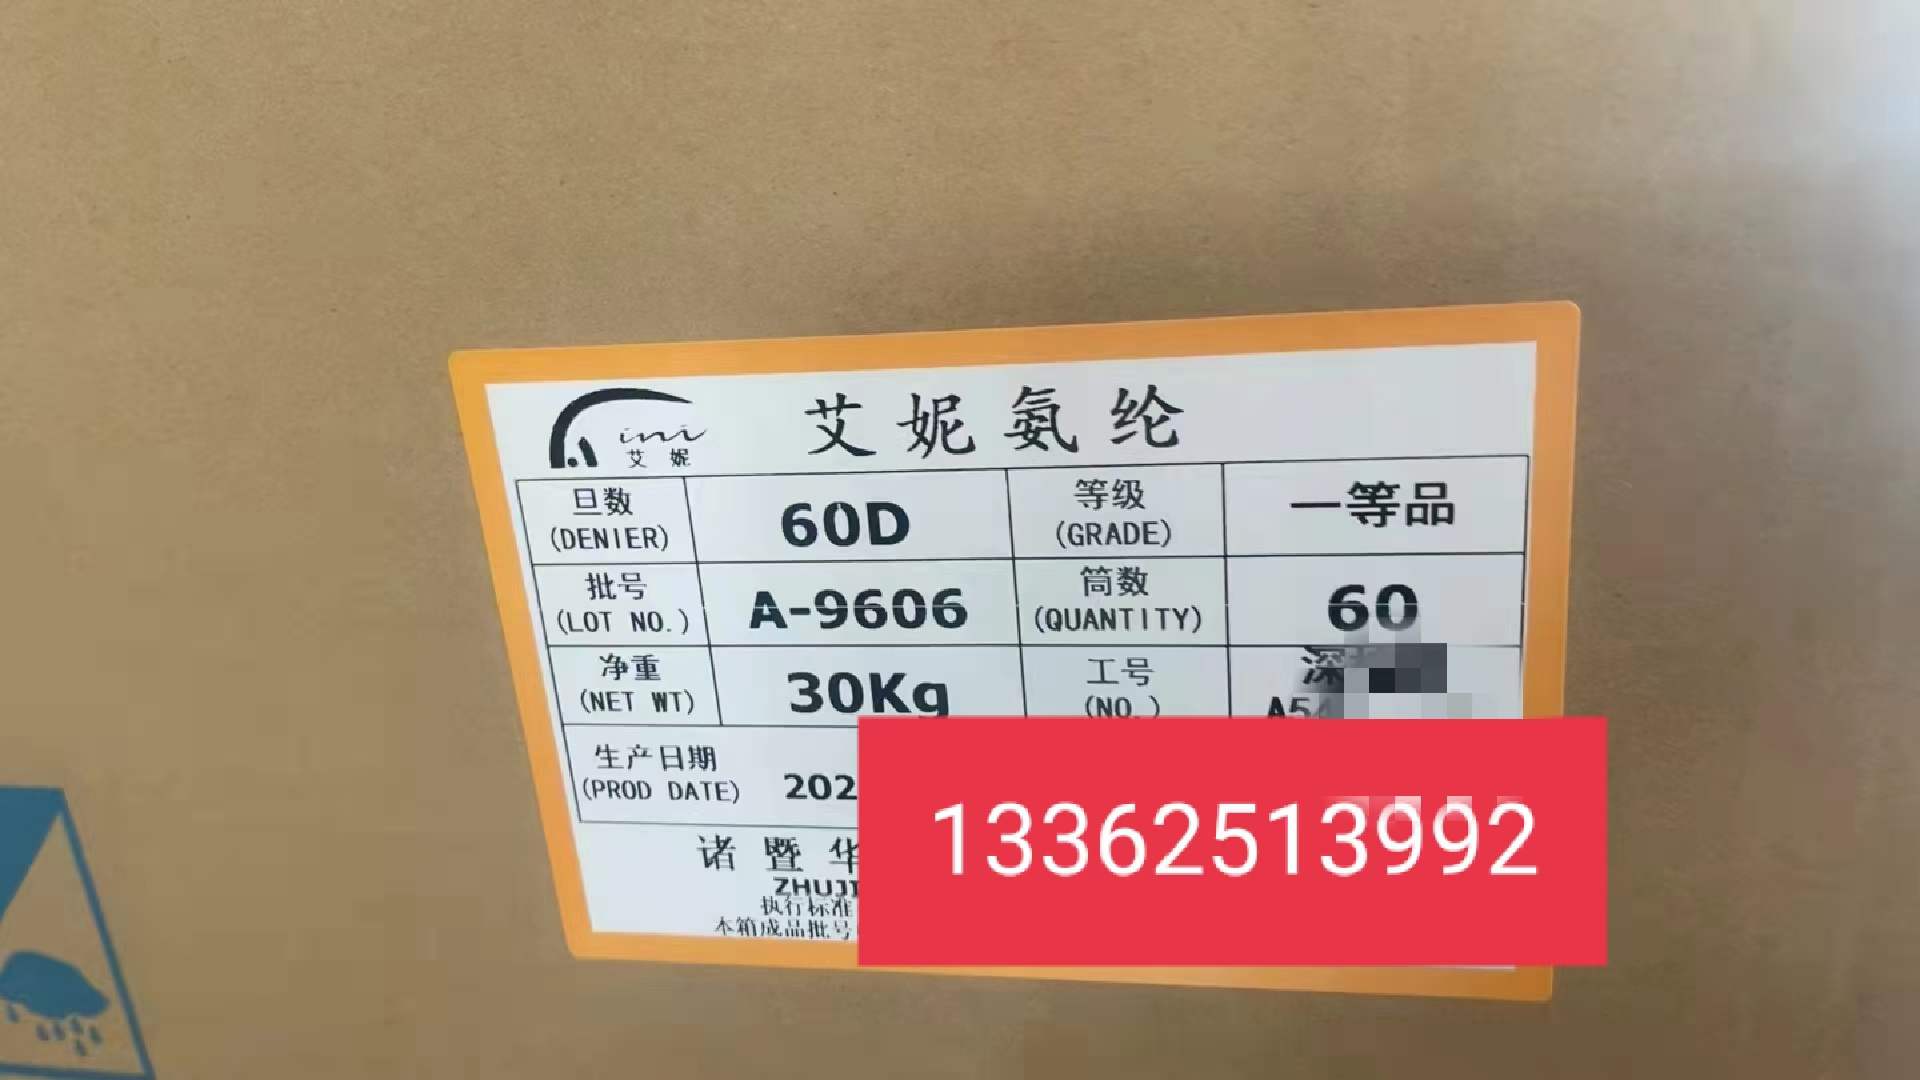 ini
艾妮
艾妮氨纶
旦数
(DENIER)
60D
等级
(GRADE)
一等品
批号
(LOT NO.)
A-9606
筒数
(QUANTITY)
60
净重
(NET WT)
30Kg
工号
(NO.)
深
A54
生产日期
(PROD DATE)
202
诸暨华
ZHUJI
执行标准
本箱成品批号
13362513992